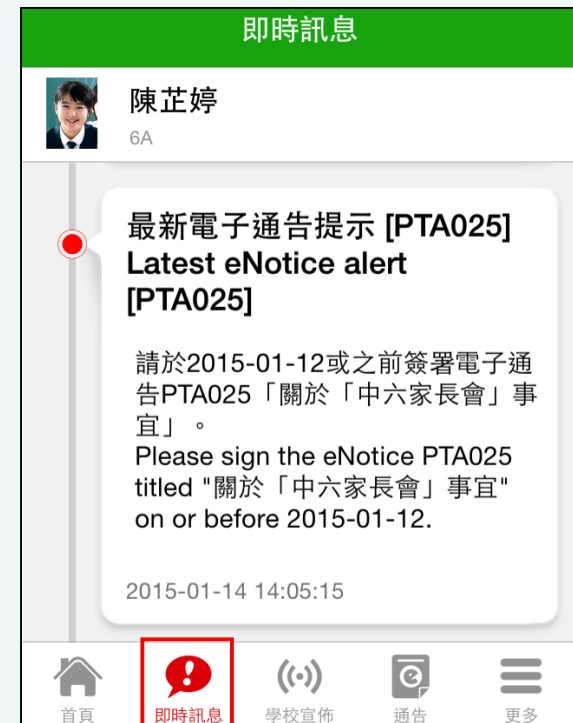 即時訊息
陳芷婷
6A
最新電子通告提示 [PTA025]
Latest eNotice alert
[PTA025]
請於2015-01-12或之前簽署電子通
告PTA025「關於「中六家長會」事
宜」。
Please sign the eNotice PTA025
titled "關於「中六家長會」事宜"
on or before 2015-01-12.
2015-01-14 14:05:15
首頁 即時訊息 學校宣佈 通告 更多